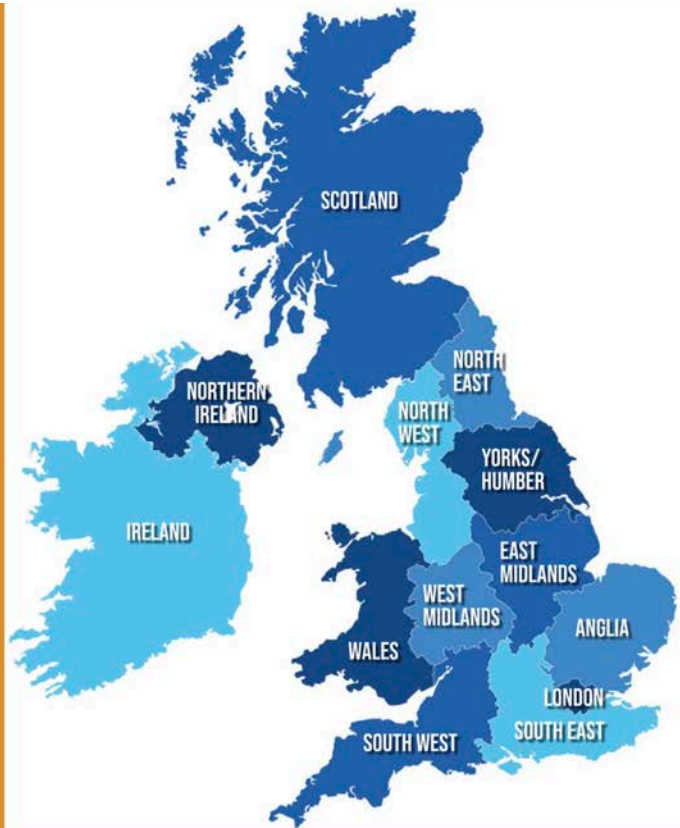 SCOTLAND
NORTH
EAST
NORTHERN
IRELAND
NORTH
WEST
YORKS/
HUMBER
IRELAND
EAST
MIDLANDS
WEST
MIDLANDS
ANGLIA
WALES
LONDON
SOUTH EAST
SOUTH WEST